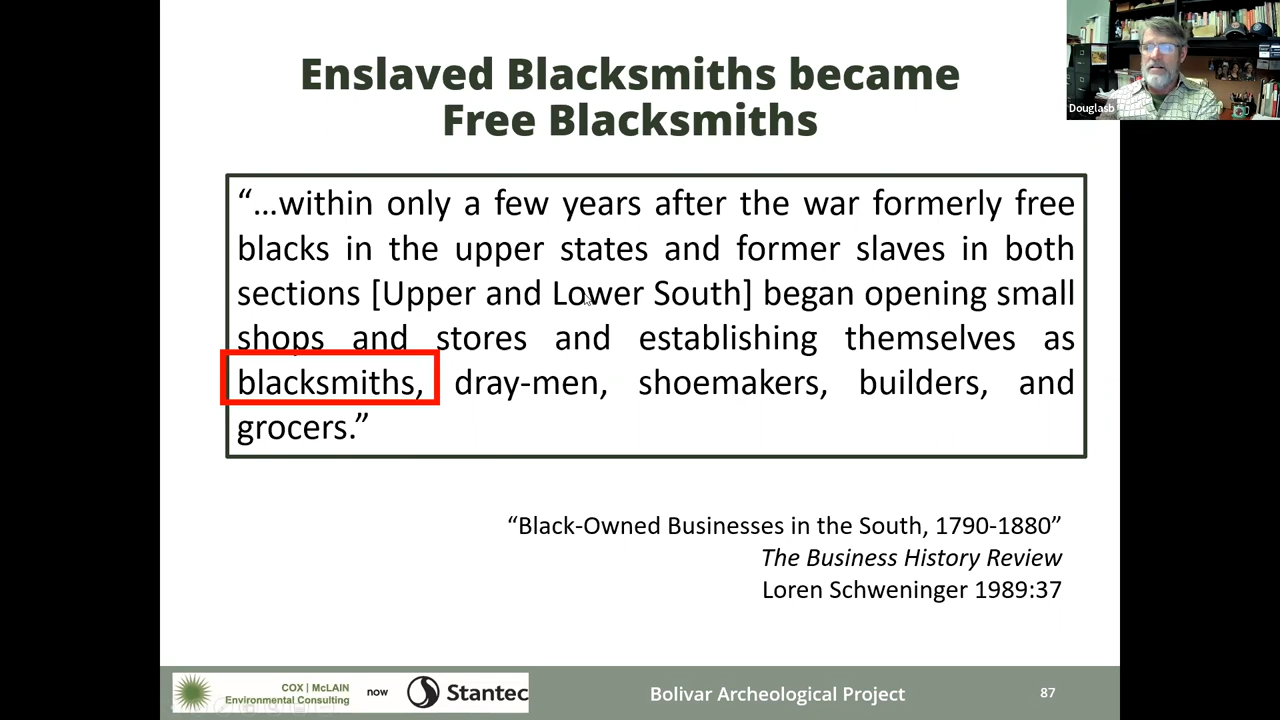 Enslaved Blacksmiths became
Free Blacksmiths
Douglasb
“…within only a few years after the war formerly free
blacks in the upper states and former slaves in both
sections [Upper and Lower South] began opening small
shops and stores and establishing themselves as
blacksmiths, dray-men, shoemakers, builders, and
grocers.”
“Black-Owned Businesses in the South, 1790-1880”
The Business History Review
Loren Schweninger 1989:37
COX | McLAIN
Environmental Consulting
now
Stantec
Bolivar Archeological Project
87